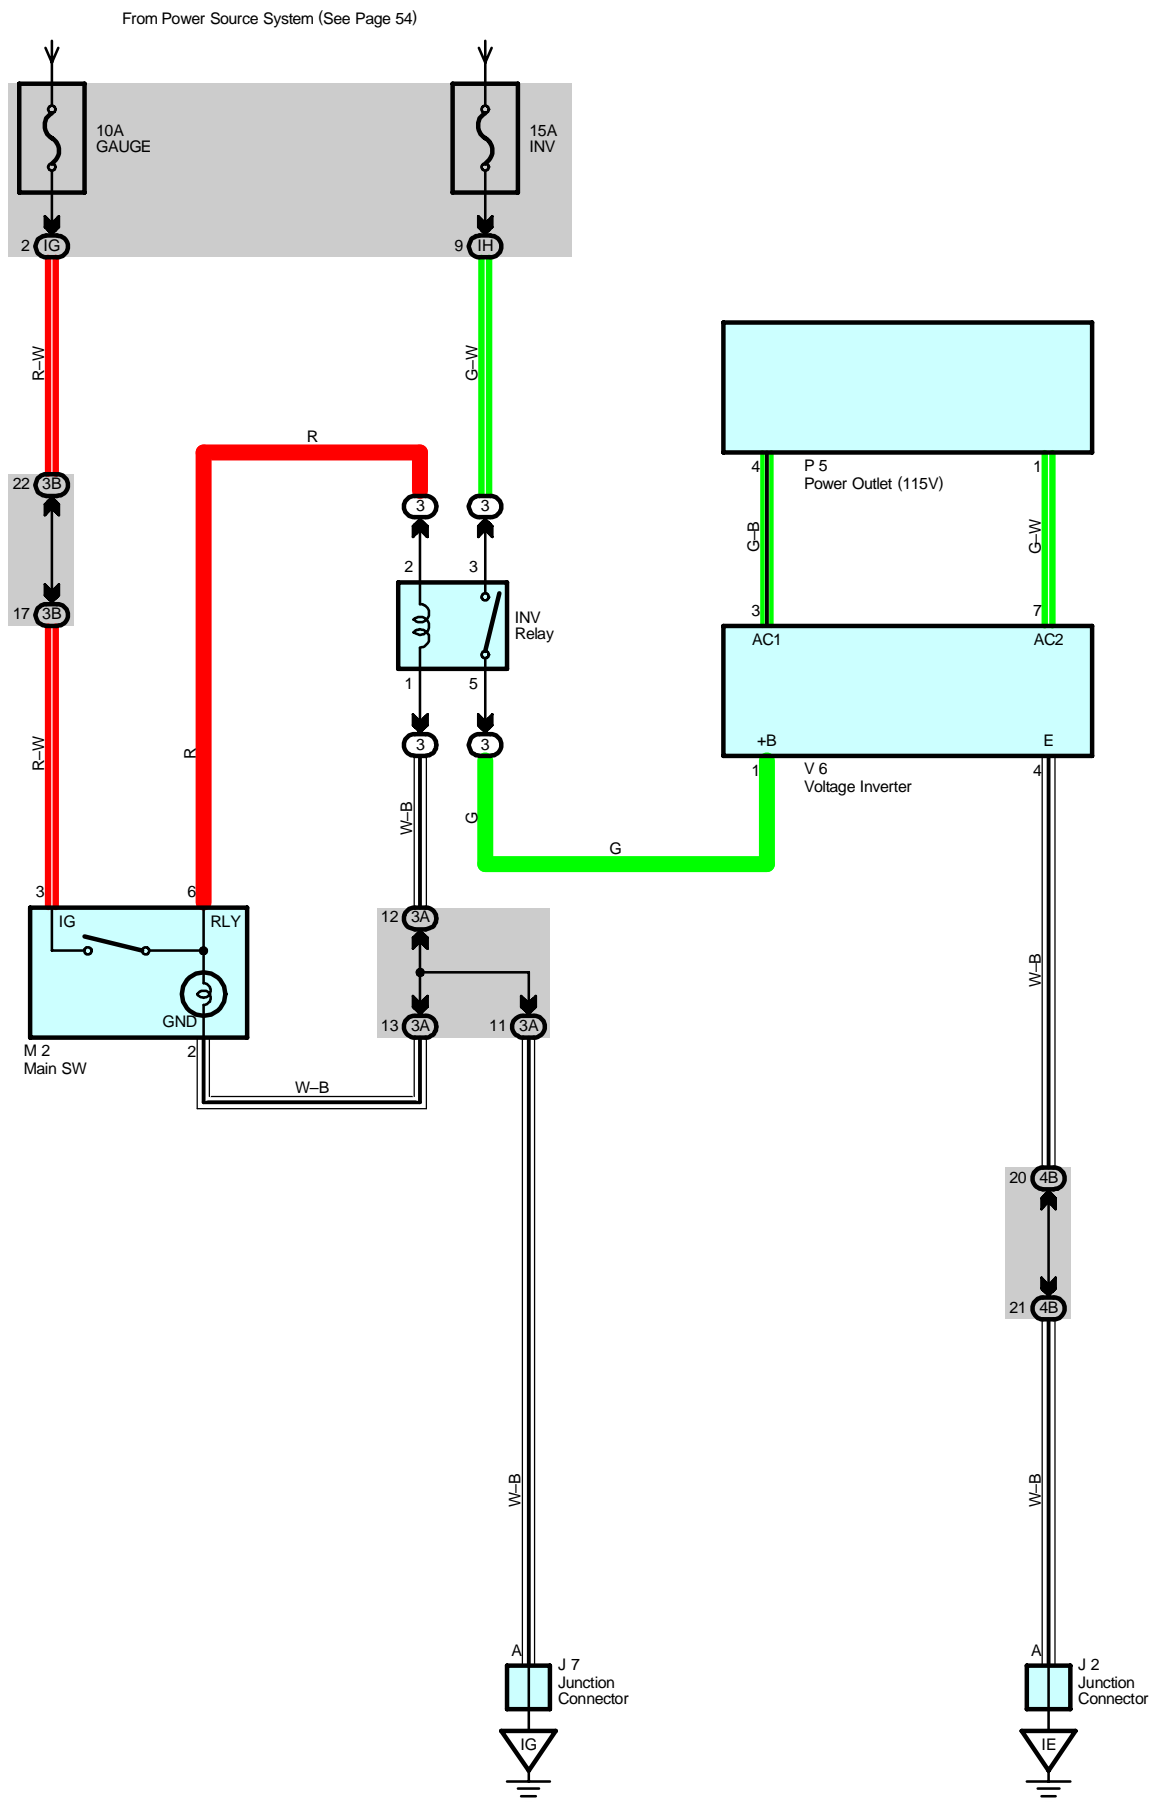 From Power Source System (See Page 54)
10A
GAUGE
15A
INV
2 IG
9 IH
R–W
G–W
R
22 3B
3
3
4
P 5
Power Outlet (115V)
1
G–B
G–W
2
3
17 3B
INV
Relay
3
7
AC1
AC2
1
5
R–W
R
3
3
+B
E
1
V 6
Voltage Inverter
4
W–B
G
G
3
6
IG
RLY
12 3A
W–B
GND
13 3A
11 3A
M 2
Main SW
2
W–B
20 4B
21 4B
W–B
W–B
A
J 7
Junction
Connector
A
J 2
Junction
Connector
IG
IE